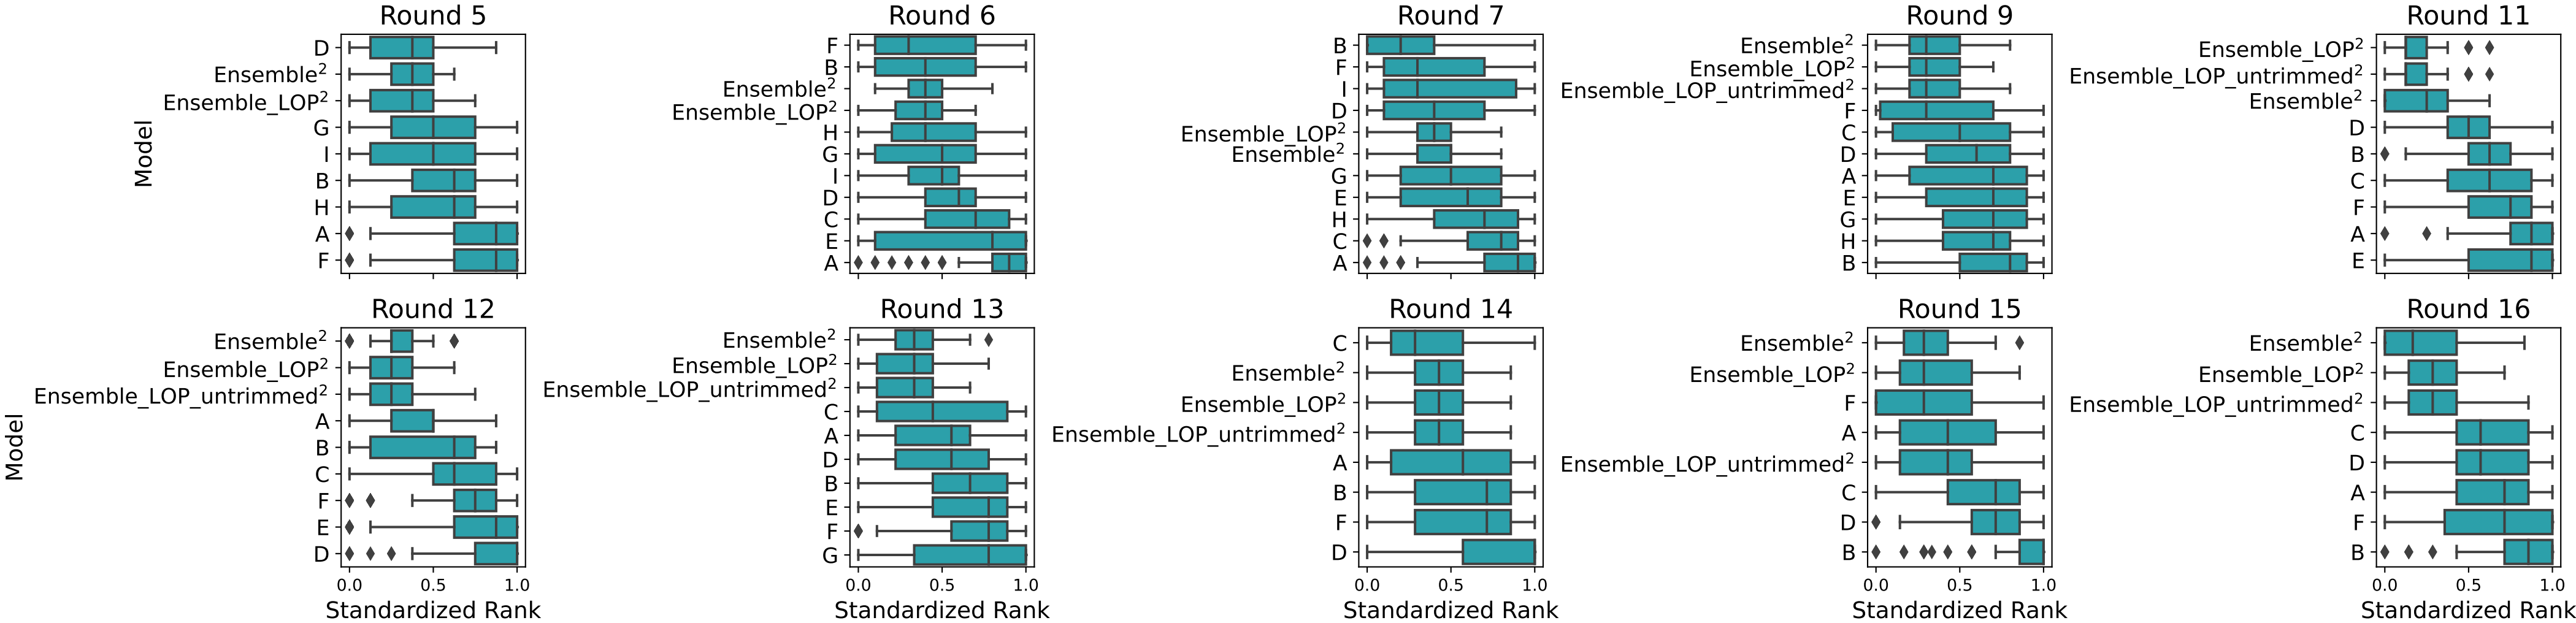 Round 5
D
Ensemble²
Ensemble_LOP²
G
I
B
H
A
F
Model
Round 6
F
B
Ensemble²
Ensemble_LOP²
H
G
I
D
C
E
A
Round 7
B
F
I
D
Ensemble_LOP²
Ensemble²
G
E
H
C
A
Round 9
Ensemble²
Ensemble_LOP²
Ensemble_LOP_untrimmed²
F
C
D
A
E
G
H
B
Round 11
Ensemble_LOP²
Ensemble_LOP_untrimmed²
Ensemble²
D
B
C
F
A
E
Round 12
Ensemble²
Ensemble_LOP²
Ensemble_LOP_untrimmed²
A
B
C
F
E
D
Model
0.0 0.5 1.0
Standardized Rank
Round 13
Ensemble²
Ensemble_LOP²
Ensemble_LOP_untrimmed²
C
A
D
B
E
F
G
0.0 0.5 1.0
Standardized Rank
Round 14
C
Ensemble²
Ensemble_LOP²
Ensemble_LOP_untrimmed²
A
B
F
D
0.0 0.5 1.0
Standardized Rank
Round 15
Ensemble²
Ensemble_LOP²
F
A
Ensemble_LOP_untrimmed²
C
D
B
0.0 0.5 1.0
Standardized Rank
Round 16
Ensemble²
Ensemble_LOP²
Ensemble_LOP_untrimmed²
C
D
A
F
B
0.0 0.5 1.0
Standardized Rank